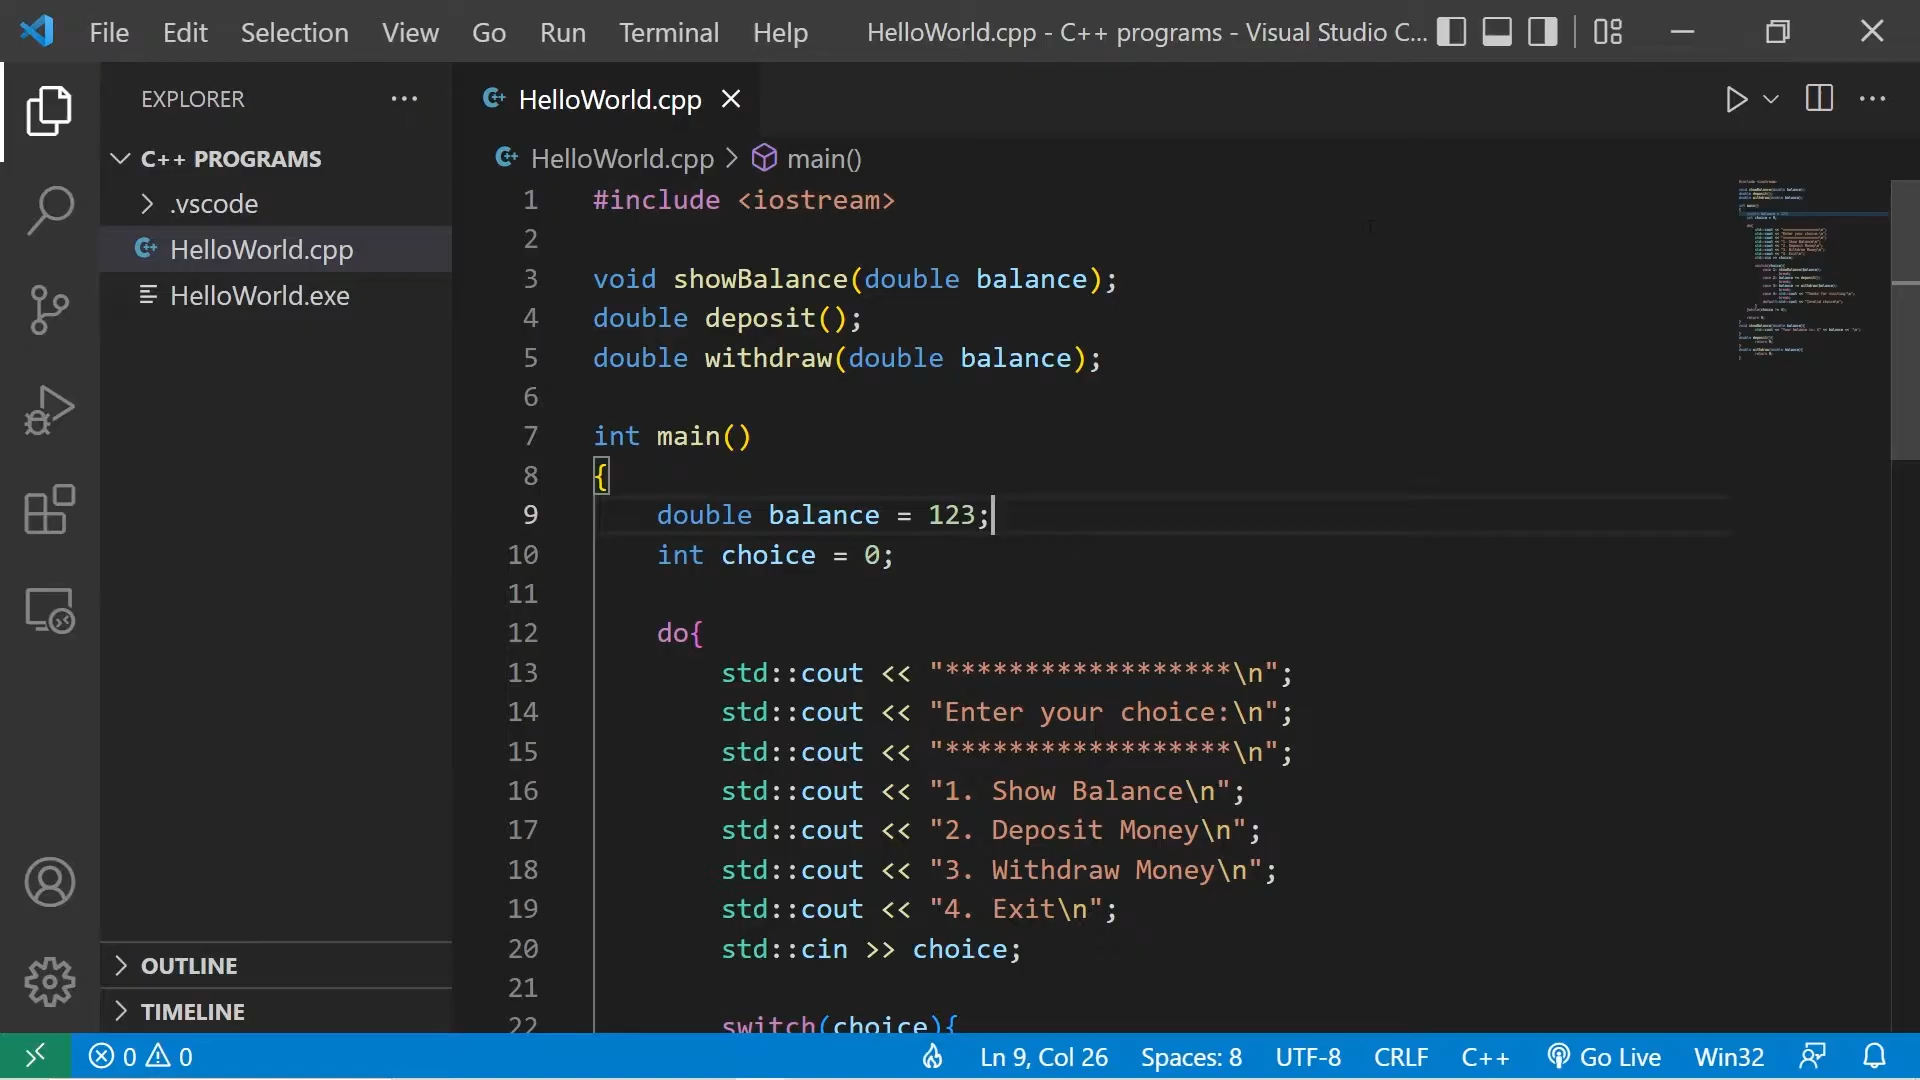 File Edit Selection View Go Run Terminal Help HelloWorld.cpp - C++ programs - Visual Studio C...
EXPLORER
C++ PROGRAMS
.vscode
HelloWorld.cpp
HelloWorld.exe
OUTLINE
TIMELINE
HelloWorld.cpp
HelloWorld.cpp > main()
1 #include <iostream>
2
3 void showBalance(double balance);
4 double deposit();
5 double withdraw(double balance);
6
7 int main()
8 {
9 double balance = 123;
10 int choice = 0;
11
12 do{
13 std::cout << "******************\n";
14 std::cout << "Enter your choice:\n";
15 std::cout << "******************\n";
16 std::cout << "1. Show Balance\n";
17 std::cout << "2. Deposit Money\n";
18 std::cout << "3. Withdraw Money\n";
19 std::cout << "4. Exit\n";
20 std::cin >> choice;
21
22 switch(choice){
0 0 Ln 9, Col 26 Spaces: 8 UTF-8 CRLF C++ Go Live Win32